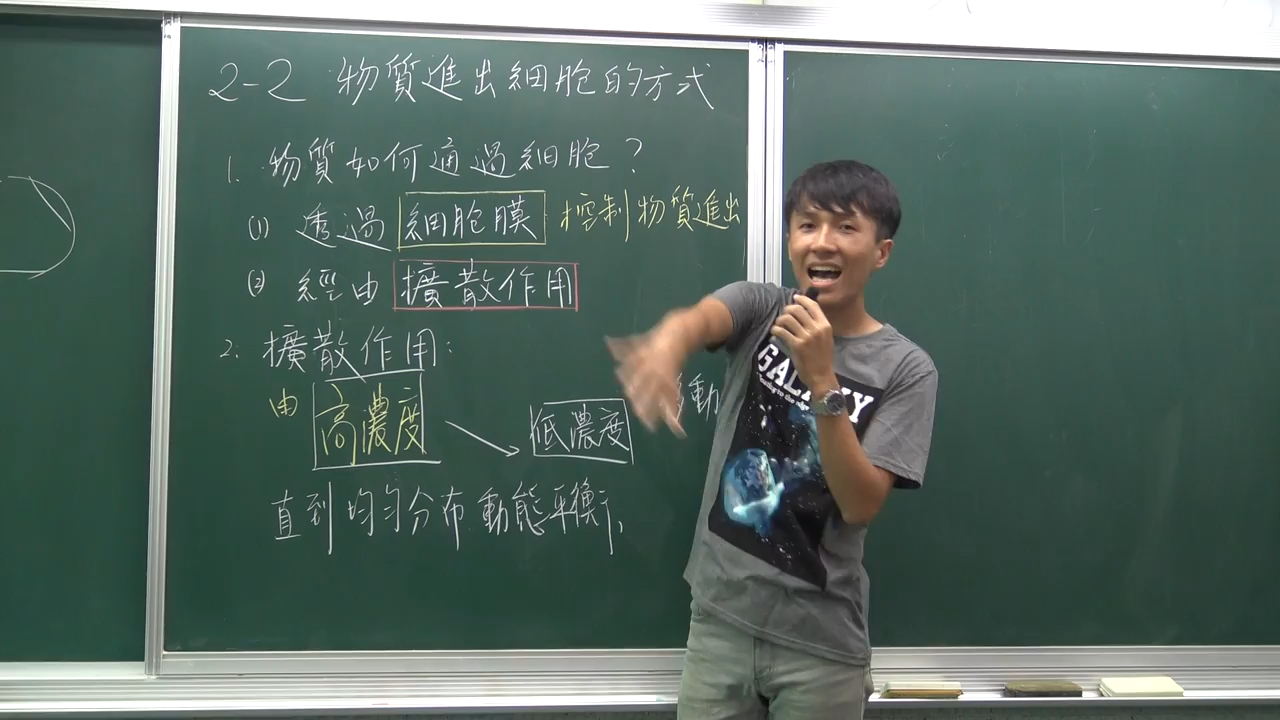 2-2 物質進出細胞的方式
1. 物質如何通過細胞?
(1) 透過 細胞膜 控制物質進出
(2) 經由 擴散作用
2. 擴散作用:
由 高濃度 低濃度 動
直到均勻分布 動態平衡
GALAXY